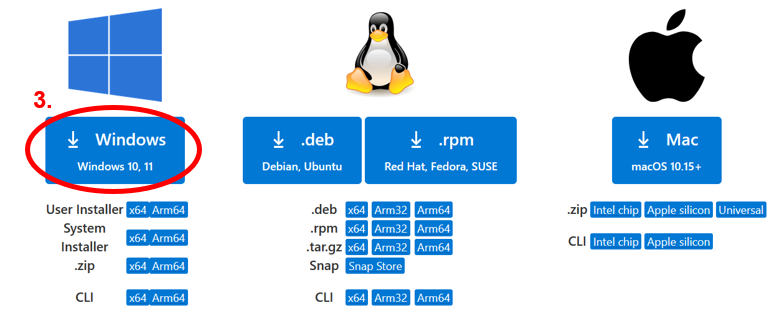 3.
Windows
Windows 10, 11
User Installer x64 Arm64
System
Installer x64 Arm64
.zip x64 Arm64
CLI x64 Arm64
.deb
Debian, Ubuntu
.rpm
Red Hat, Fedora, SUSE
.deb x64 Arm32 Arm64
.rpm x64 Arm32 Arm64
.tar.gz x64 Arm32 Arm64
Snap Snap Store
CLI x64 Arm32 Arm64
Mac
macOS 10.15+
.zip Intel chip Apple silicon Universal
CLI Intel chip Apple silicon